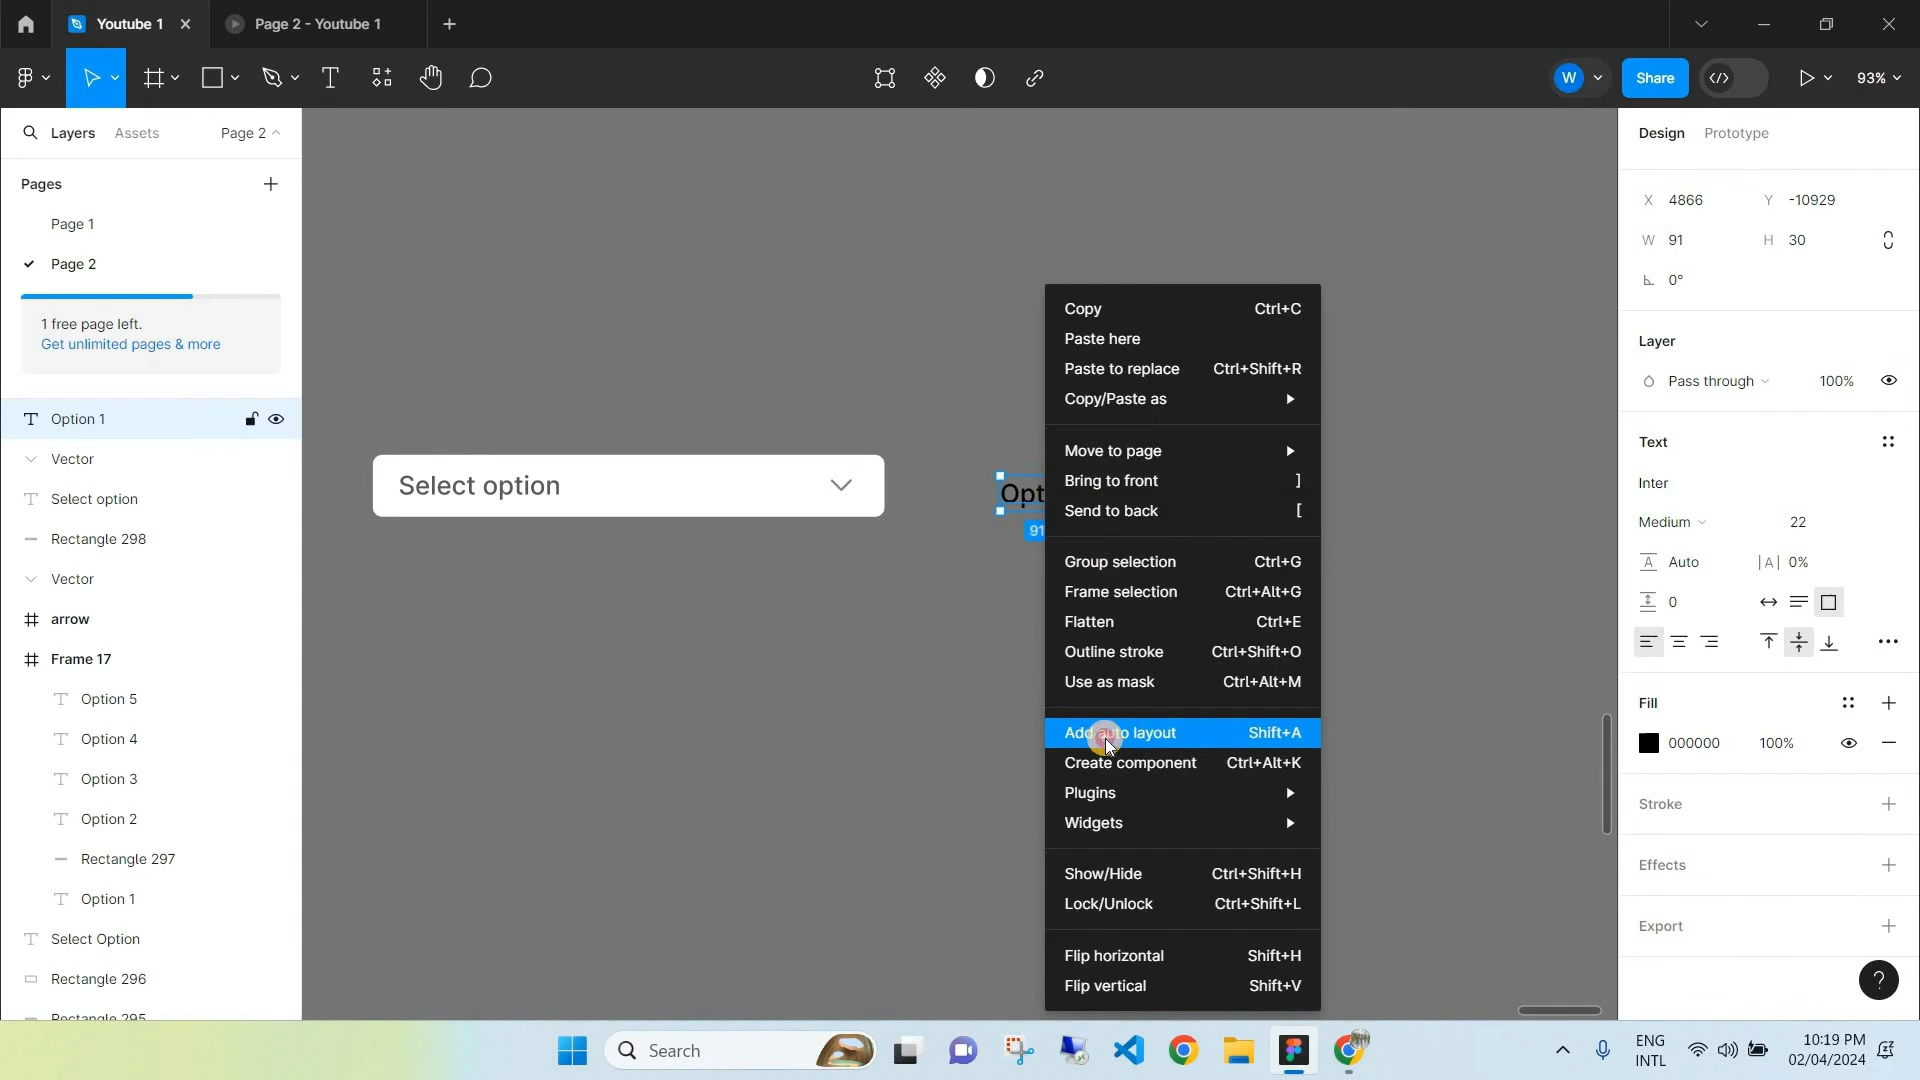 Youtube 1
Page 2 - Youtube 1
W
Share
93%
Layers
Assets
Page 2
Pages
Page 1
Page 2
1 free page left.
Get unlimited pages & more
Option 1
Vector
Select option
Rectangle 298
Vector
arrow
Frame 17
Option 5
Option 4
Option 3
Option 2
Rectangle 297
Option 1
Select Option
Rectangle 296
Rectangle 295
Select option
Opt
91
Copy Ctrl+C
Paste here
Paste to replace Ctrl+Shift+R
Copy/Paste as
Move to page
Bring to front ]
Send to back [
Group selection Ctrl+G
Frame selection Ctrl+Alt+G
Flatten Ctrl+E
Outline stroke Ctrl+Shift+O
Use as mask Ctrl+Alt+M
Add auto layout Shift+A
Create component Ctrl+Alt+K
Plugins
Widgets
Show/Hide Ctrl+Shift+H
Lock/Unlock Ctrl+Shift+L
Flip horizontal Shift+H
Flip vertical Shift+V
Design
Prototype
X 4866 Y -10929
W 91 H 30
0°
Layer
Pass through 100%
Text
Inter
Medium 22
A Auto |A| 0%
0
Fill
000000 100%
Stroke
Effects
Export
?
Search
ENG
INTL
10:19 PM
02/04/2024